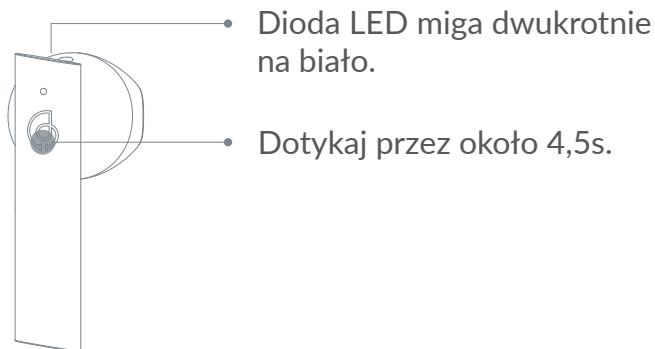 Dioda LED miga dwukrotnie
na biało.
Dotykaj przez około 4,5s.